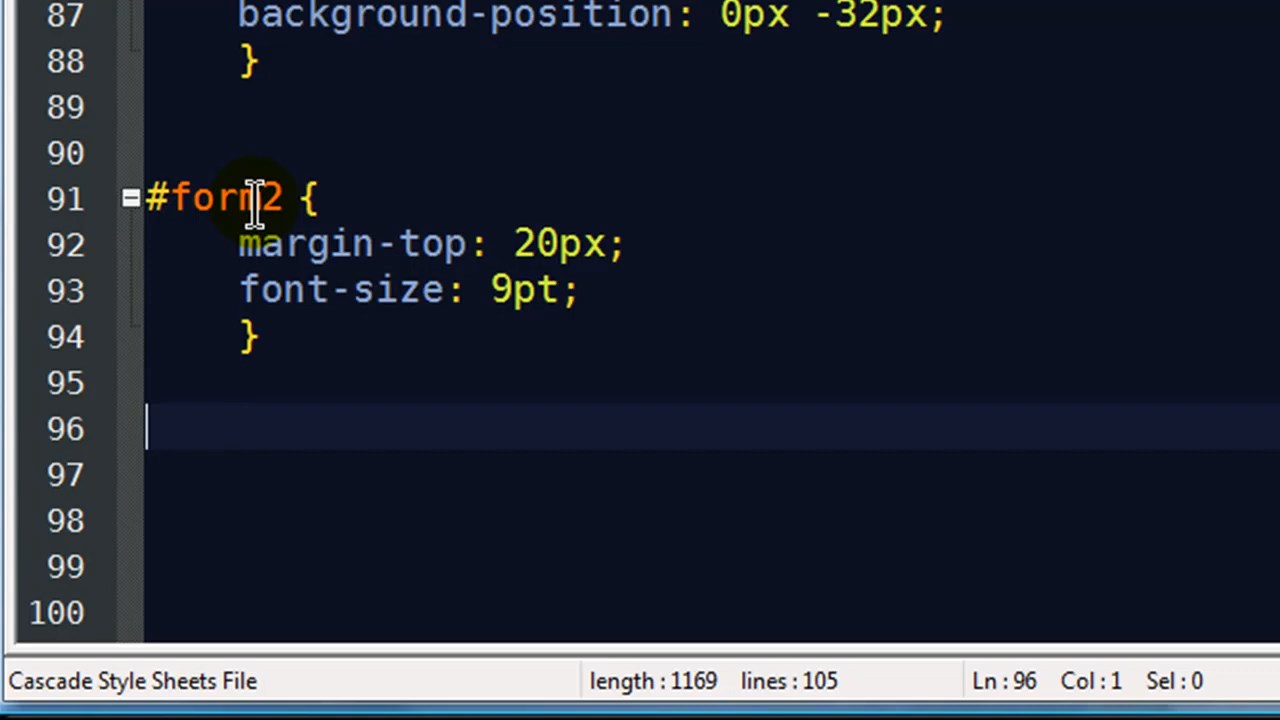 87 background-position: 0px -32px;
88 }
89
90
91 #form2 {
92 margin-top: 20px;
93 font-size: 9pt;
94 }
95
96
97
98
99
100
Cascade Style Sheets File length : 1169 lines : 105 Ln : 96 Col : 1 Sel : 0